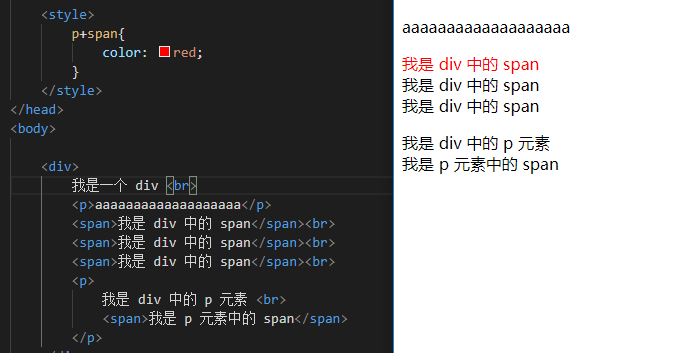 <style>
p+span{
color: red;
}
</style>
</head>
<body>
<div>
我是一个 div <br>
<p>aaaaaaaaaaaaaaaaaaa</p>
<span>我是 div 中的 span</span><br>
<span>我是 div 中的 span</span><br>
<span>我是 div 中的 span</span><br>
<p>
我是 div 中的 p 元素 <br>
<span>我是 p 元素中的 span</span>
</p>
aaaaaaaaaaaaaaaaaaa
我是 div 中的 span
我是 div 中的 span
我是 div 中的 span
我是 div 中的 p 元素
我是 p 元素中的 span